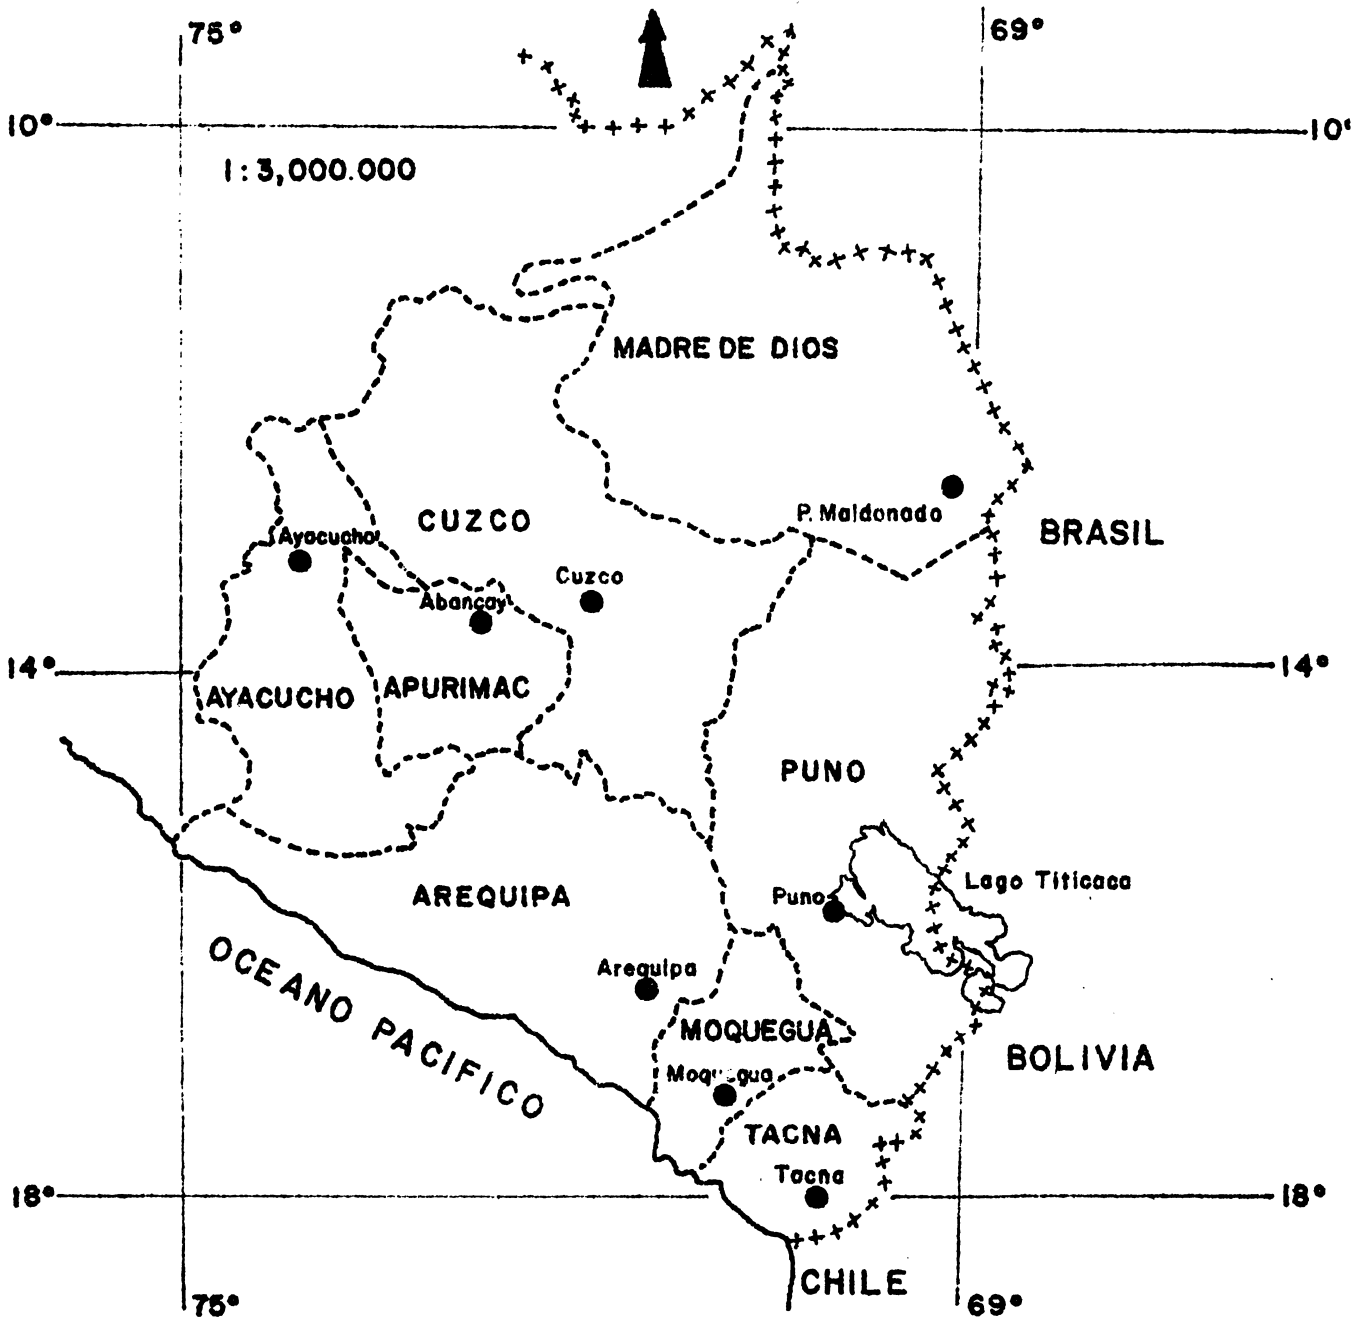 75° 69°
10° 10°
1:3,000.000
MADRE DE DIOS
P. Maldonado
CUZCO
BRASIL
Ayacucho
Cuzco
Abancay
14° 14°
AYACUCHO APURIMAC
PUNO
Lago Titicaca
AREQUIPA
Puno
OCEANO PACIFICO
Arequipa
MOQUEGUA
BOLIVIA
Moquegua
TACNA
Tacna
18° 18°
CHILE
75° 69°